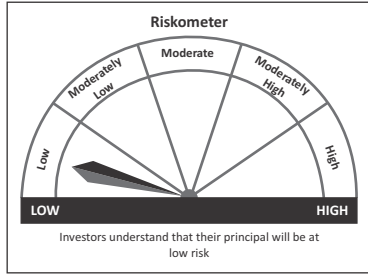 Riskometer
Moderate
Moderately
Low
Moderately
High
Low
High
LOW
HIGH
Investors understand that their principal will be at
low risk